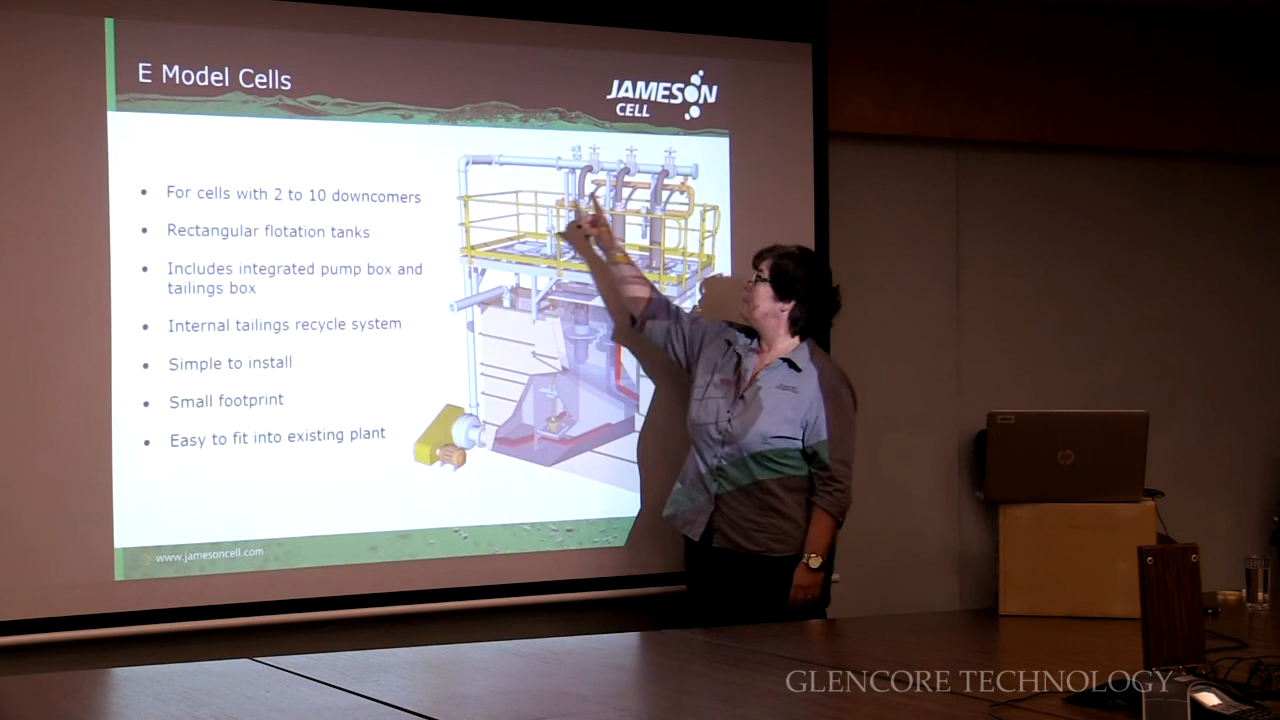 E Model Cells
JAMESON
CELL
• For cells with 2 to 10 downcomers
• Rectangular flotation tanks
• Includes integrated pump box and
tailings box
• Internal tailings recycle system
• Simple to install
• Small footprint
• Easy to fit into existing plant
www.jamesoncell.com
hp
GLENCORE TECHNOLOGY